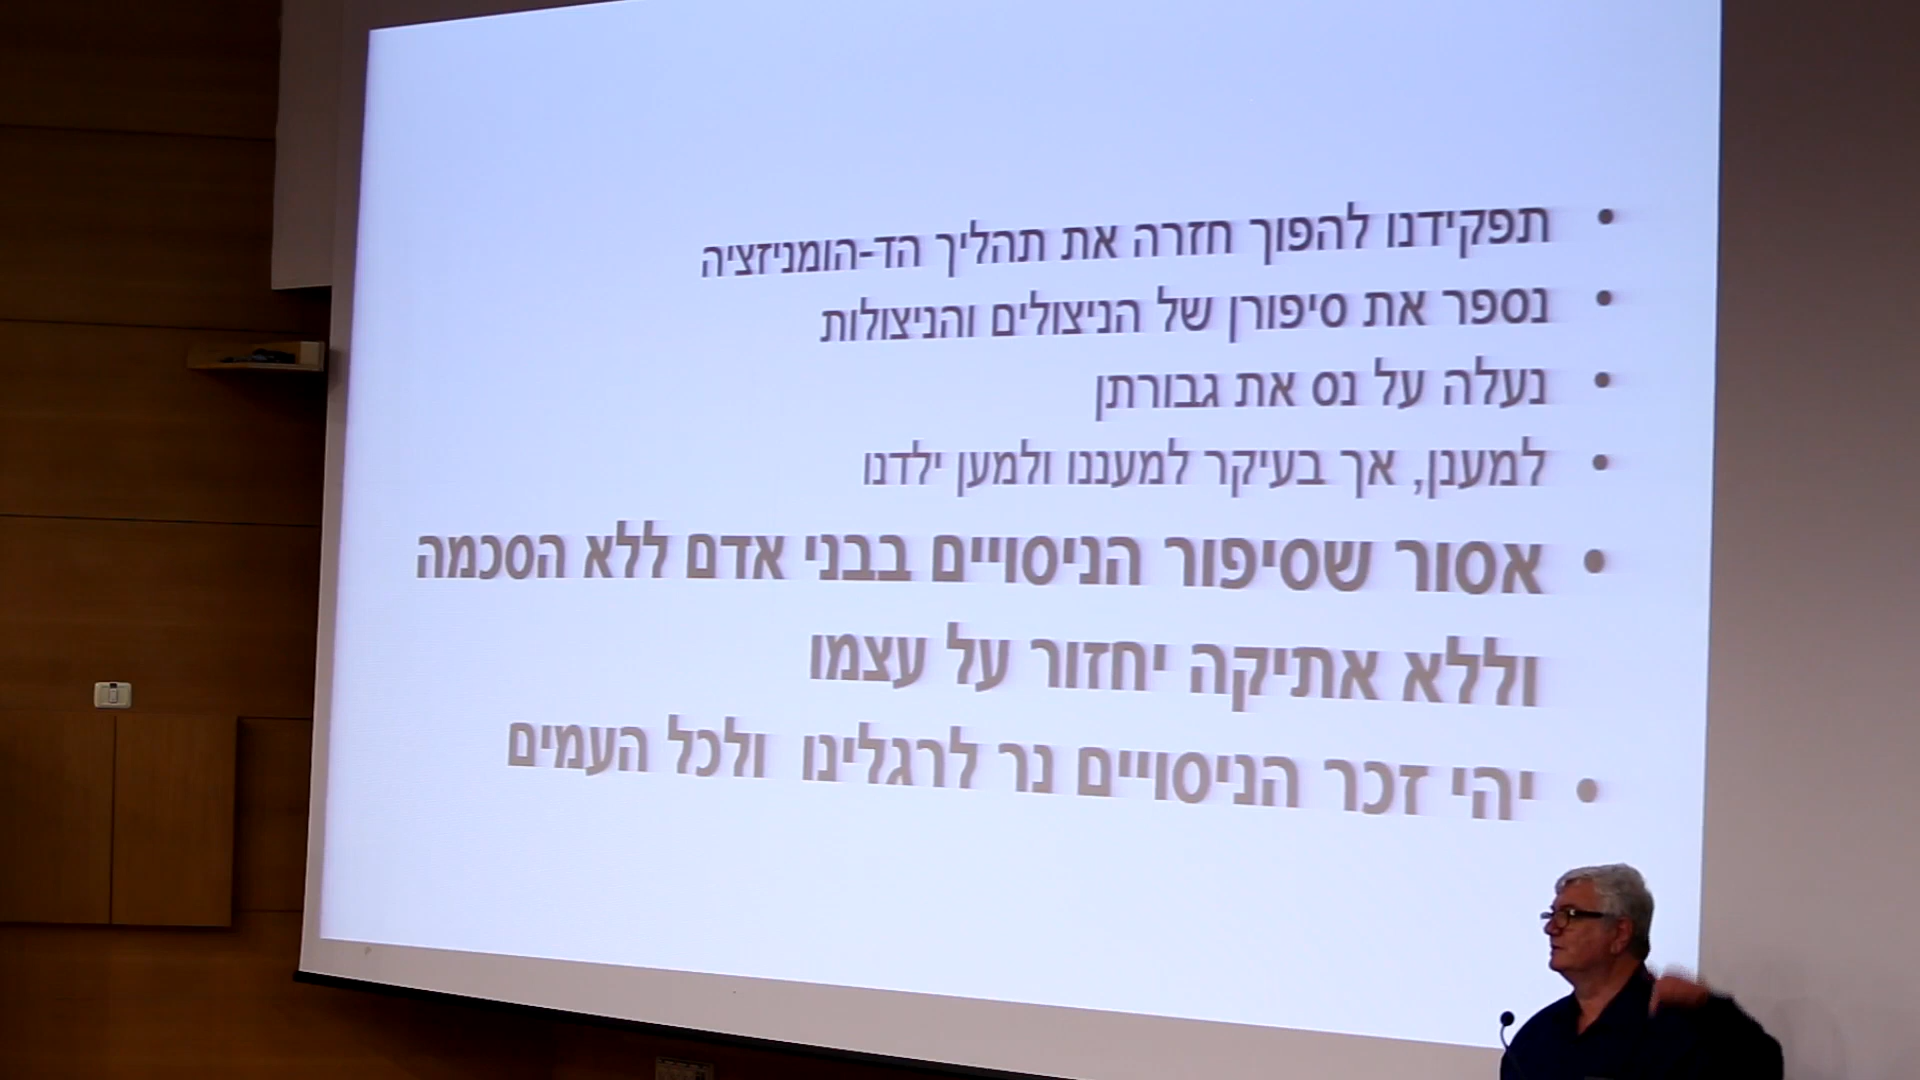 • תפקידנו להפוך חזרה את תהליך הד-הומניזציה
• נספר את סיפורן של הניצולים והניצולות
• נעלה על נס את גבורתן
• למענן, אך בעיקר למעננו ולמען ילדנו
• אסור שסיפור הניסויים בבני אדם ללא הסכמה
וללא אתיקה יחזור על עצמו
• יהי זכר הניסויים נר לרגלינו ולכל העמים